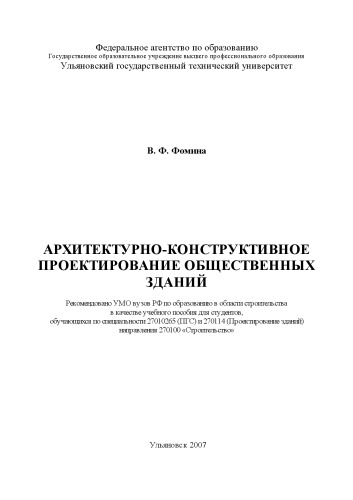 Федеральное агентство по образованию
Государственное образовательное учреждение высшего профессионального образования
Ульяновский государственный технический университет
В. Ф. Фомина
АРХИТЕКТУРНО-КОНСТРУКТИВНОЕ
ПРОЕКТИРОВАНИЕ ОБЩЕСТВЕННЫХ
ЗДАНИЙ
Рекомендовано УМО вузов РФ по образованию в области строительства
в качестве учебного пособия для студентов,
обучающихся по специальности 27010265 (ПГС) и 270114 (Проектирование зданий)
направления 270100 «Строительство»
Ульяновск 2007